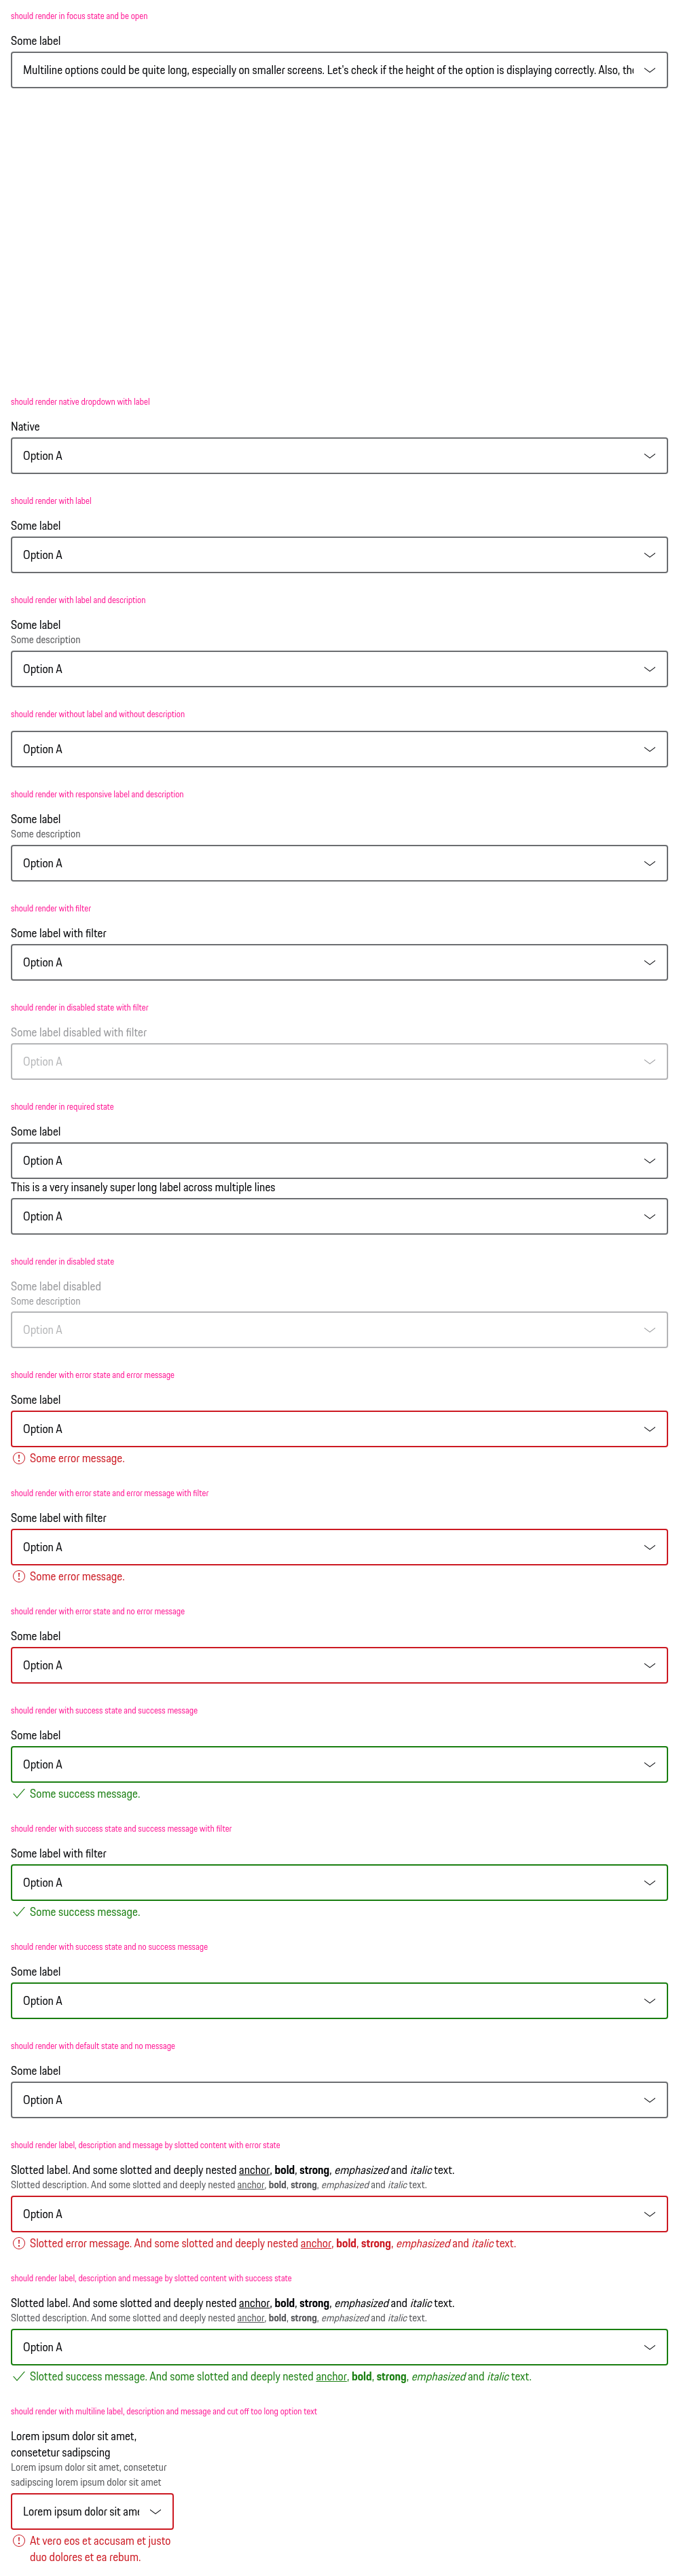 should render in focus state and be open
Some label
Multiline options could be quite long, especially on smaller screens. Let's check if the height of the option is displaying correctly. Also, the
should render native dropdown with label
Native
Option A
should render with label
Some label
Option A
should render with label and description
Some label
Some description
Option A
should render without label and without description
Option A
should render with responsive label and description
Some label
Some description
Option A
should render with filter
Some label with filter
Option A
should render in disabled state with filter
Some label disabled with filter
Option A
should render in required state
Some label
Option A
This is a very insanely super long label across multiple lines
Option A
should render in disabled state
Some label disabled
Some description
Option A
should render with error state and error message
Some label
Option A
Some error message.
should render with error state and error message with filter
Some label with filter
Option A
Some error message.
should render with error state and no error message
Some label
Option A
should render with success state and success message
Some label
Option A
Some success message.
should render with success state and success message with filter
Some label with filter
Option A
Some success message.
should render with success state and no success message
Some label
Option A
should render with default state and no message
Some label
Option A
should render label, description and message by slotted content with error state
Slotted label. And some slotted and deeply nested anchor, bold, strong, emphasized and italic text.
Slotted description. And some slotted and deeply nested anchor, bold, strong, emphasized and italic text.
Option A
Slotted error message. And some slotted and deeply nested anchor, bold, strong, emphasized and italic text.
should render label, description and message by slotted content with success state
Slotted label. And some slotted and deeply nested anchor, bold, strong, emphasized and italic text.
Slotted description. And some slotted and deeply nested anchor, bold, strong, emphasized and italic text.
Option A
Slotted success message. And some slotted and deeply nested anchor, bold, strong, emphasized and italic text.
should render with multiline label, description and message and cut off too long option text
Lorem ipsum dolor sit amet,
consetetur sadipscing
Lorem ipsum dolor sit amet, consetetur
sadipscing lorem ipsum dolor sit amet
Lorem ipsum dolor sit ame
At vero eos et accusam et justo
duo dolores et ea rebum.